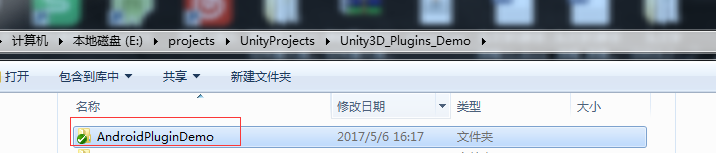 计算机 ▸ 本地磁盘 (E:) ▸ projects ▸ UnityProjects ▸ Unity3D_Plugins_Demo ▸
打开 包含到库中 ▼ 共享 ▼ 新建文件夹
名称 修改日期 类型 大小
AndroidPluginDemo 2017/5/6 16:17 文件夹